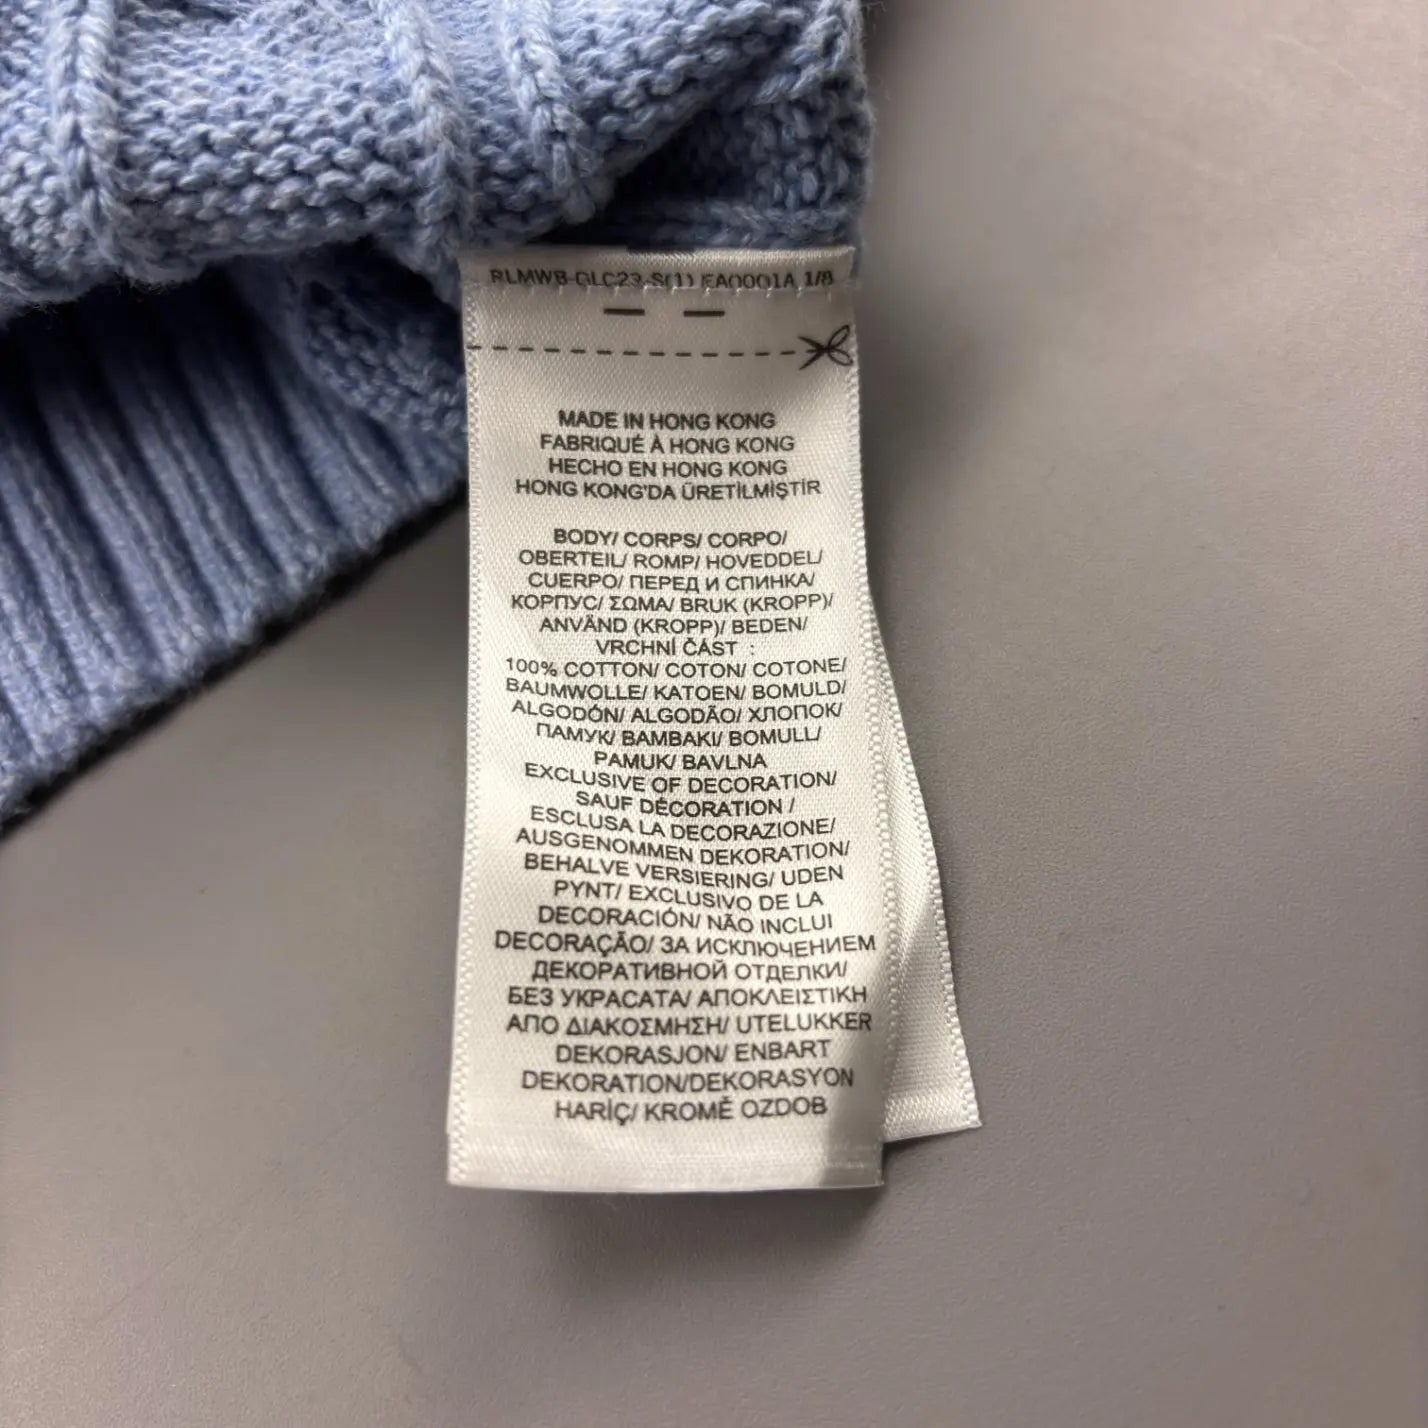 RLMWB-GLC23-S(1) EA0001A 1/8
MADE IN HONG KONG
FABRIQUÉ À HONG KONG
HECHO EN HONG KONG
HONG KONG'DA ÜRETİLMİŞTİR
BODY/ CORPS/ CORPO/
OBERTEIL/ ROMP/ HOVEDDEL/
CUERPO/ ПЕРЕД И СПИНКА/
КОРПУС/ ΣΩΜΑ/ BRUK (KROPP)/
ANVÄND (KROPP)/ BEDEN/
VRCHNÍ ČÁST :
100% COTTON/ COTON/ COTONE/
BAUMWOLLE/ KATOEN/ BOMULD/
ALGODÓN/ ALGODÃO/ ХЛОПОК/
ПАМУК/ BAMBAKI/ BOMULL/
PAMUK/ BAVLNA
EXCLUSIVE OF DECORATION/
SAUF DÉCORATION /
ESCLUSA LA DECORAZIONE/
AUSGENOMMEN DEKORATION/
BEHALVE VERSIERING/ UDEN
PYNT/ EXCLUSIVO DE LA
DECORACIÓN/ NÃO INCLUI
DECORAÇÃO/ ЗА ИСКЛЮЧЕНИЕМ
ДЕКОРАТИВНОЙ ОТДЕЛКИ/
БЕЗ УКРАСАТА/ ΑΠΟΚΛΕΙΣΤΙΚΗ
ΑΠΟ ΔΙΑΚΟΣΜΗΣΗ/ UTELUKKER
DEKORASJON/ ENBART
DEKORATION/DEKORASYON
HARİÇ/ KROMĚ OZDOB